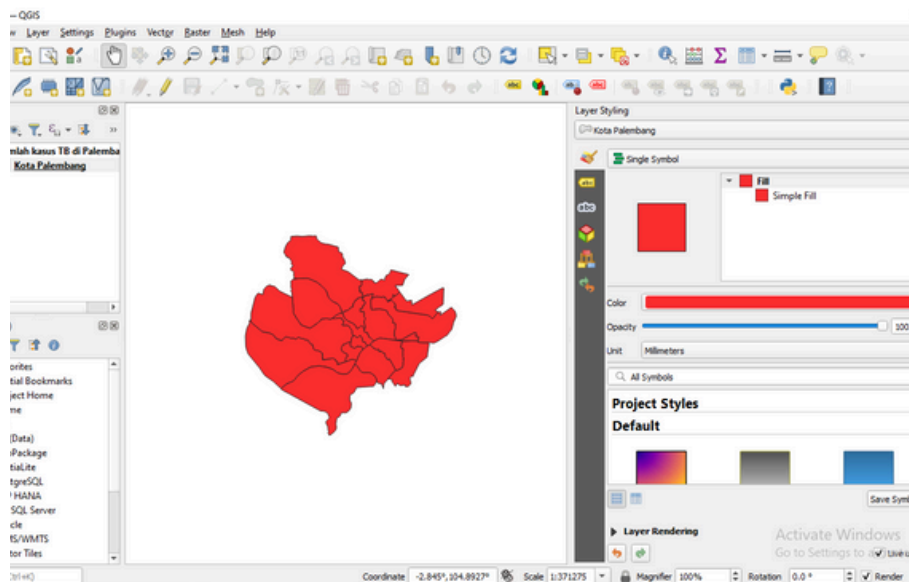 — QGIS
Layer Settings Plugins Vector Raster Mesh Help
Layer Styling
Kota Palembang
mlah kasus TB di Palemba
Kota Palembang
Single Symbol
Fill
Simple Fill
Color
Opacity 100
Unit Millimeters
All Symbols
Project Styles
Default
Save Symb
Layer Rendering
Activate Windows
Go to Settings to a
Live u
orites
tial Bookmarks
ject Home
me
(Data)
Package
tiaLite
tgreSQL
HANA
SQL Server
cle
MS/WMTS
tor Tiles
Ctrl+K)
Coordinate -2.845°,104.8927° Scale 1:371275 Magnifier 100% Rotation 0.0 ° Render